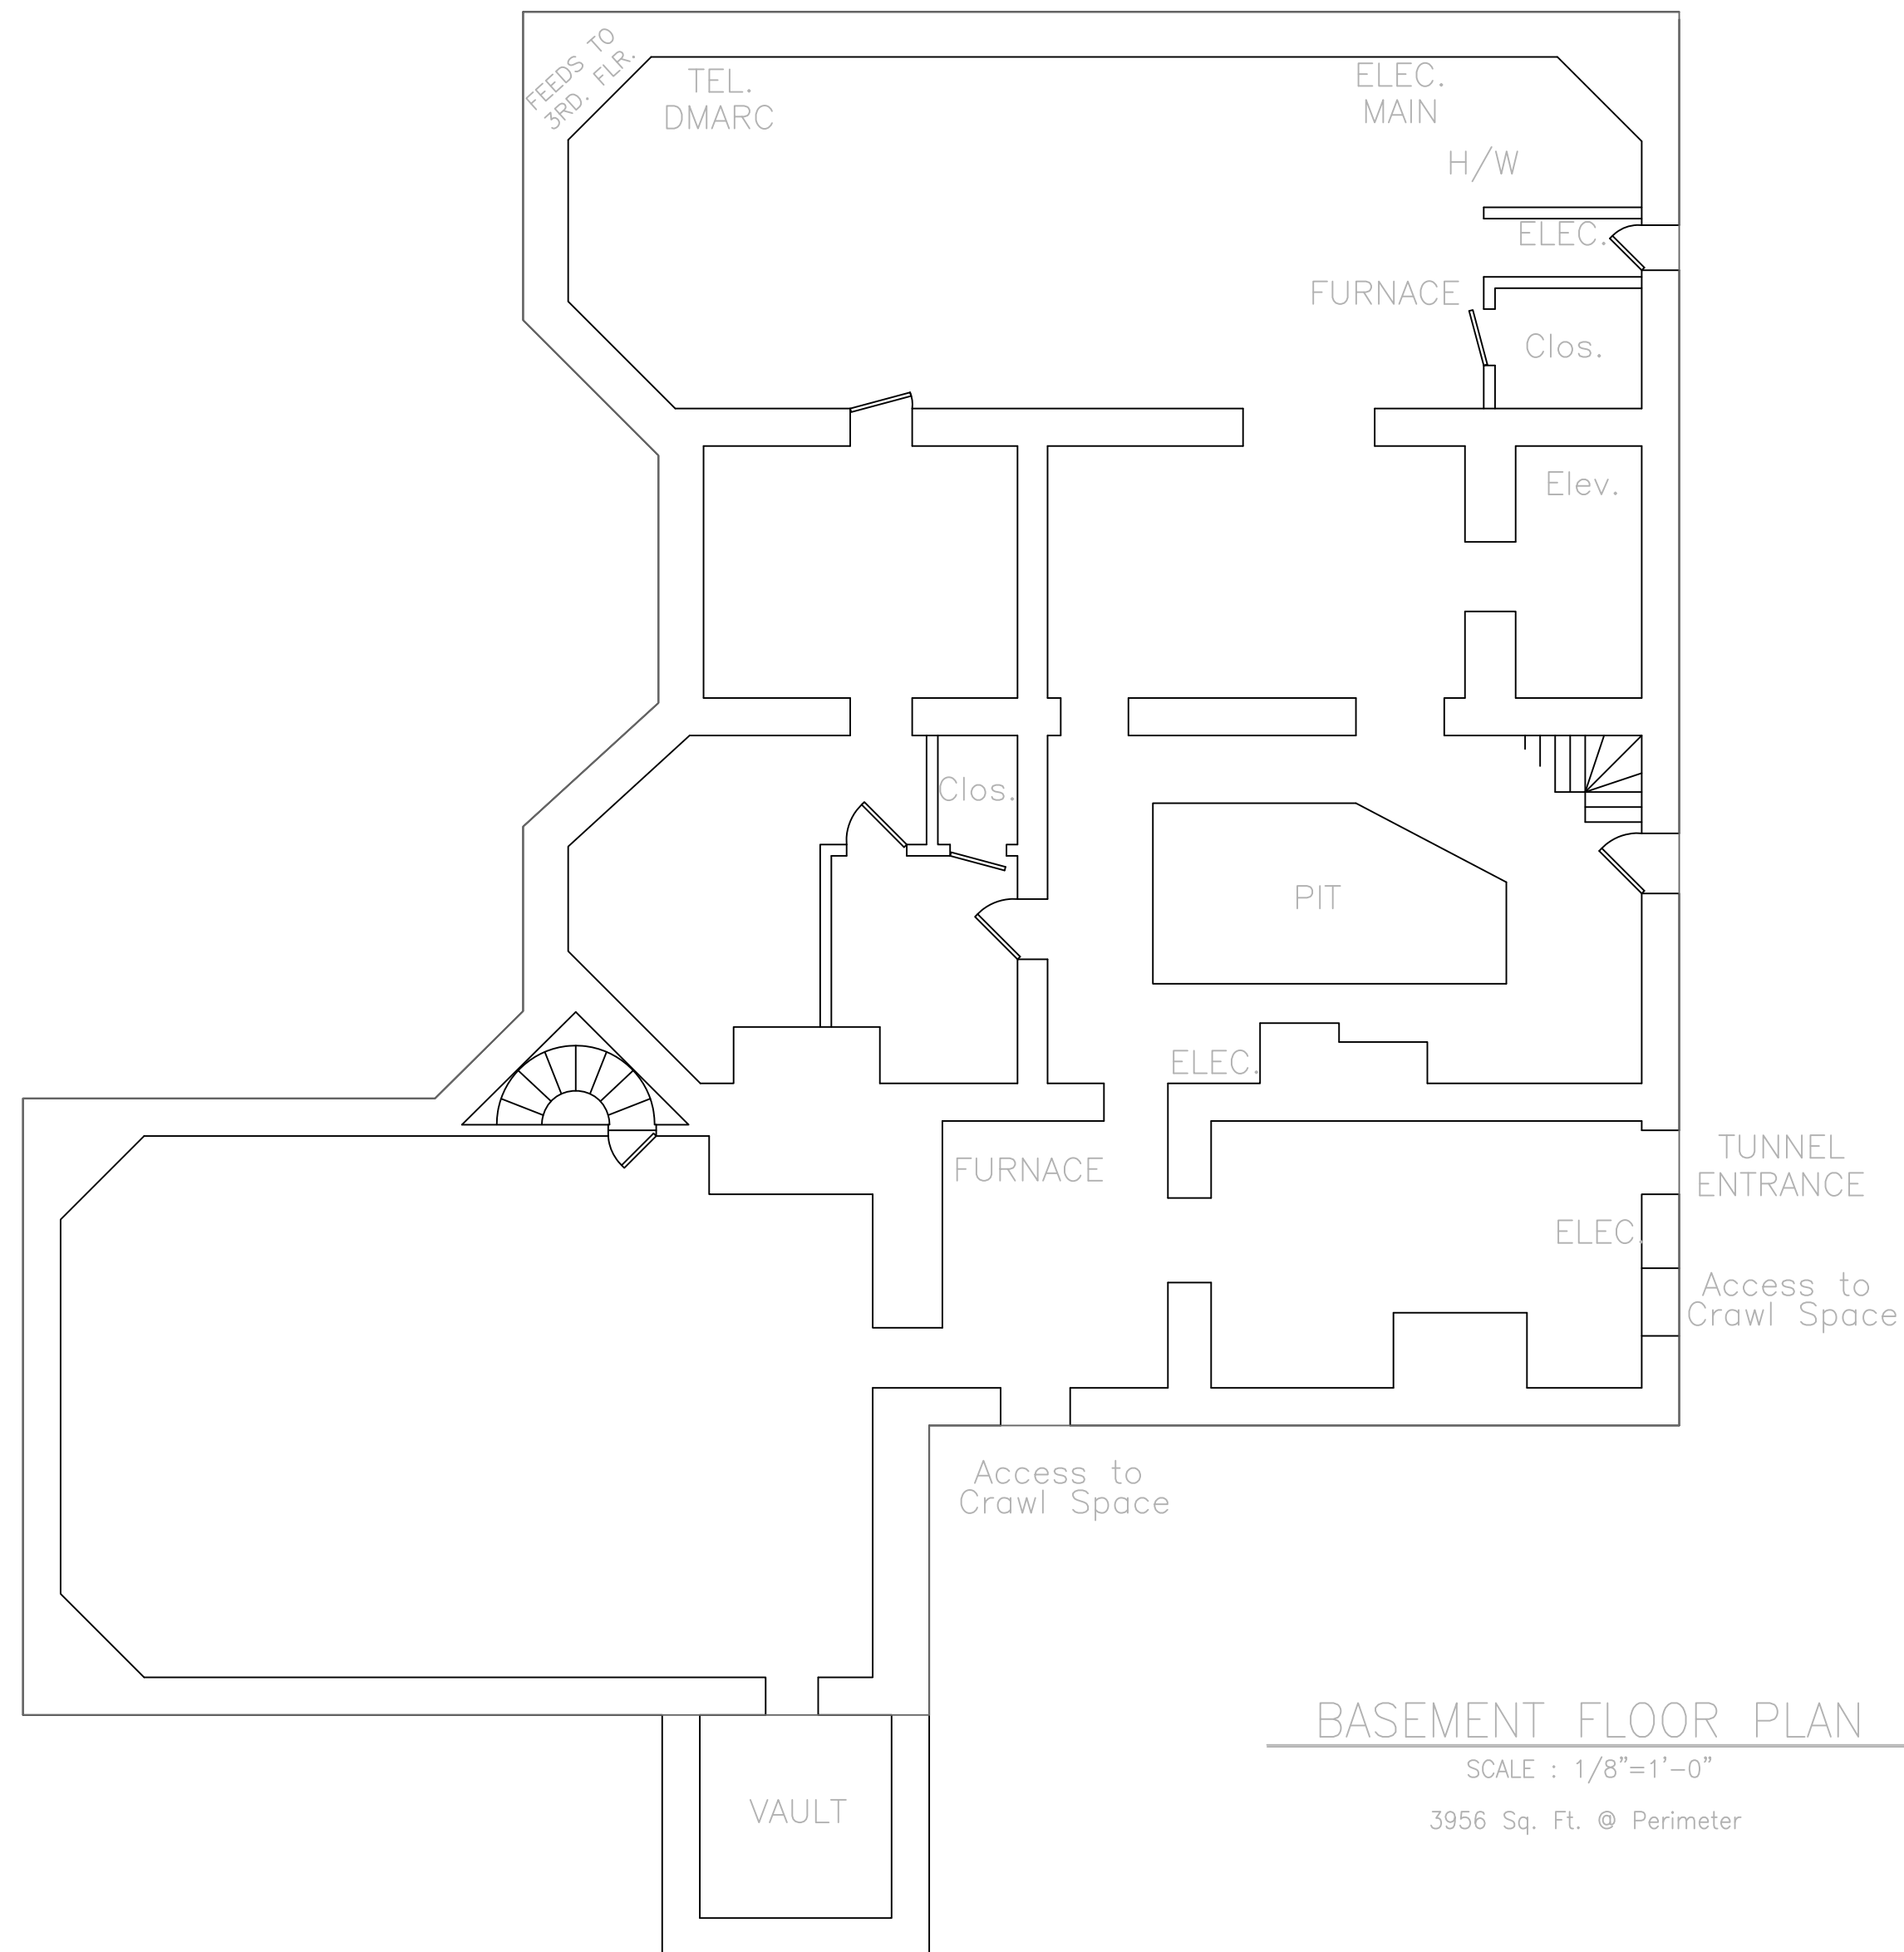 FEEDS TO
3RD. FLR.
TEL.
DMARC
ELEC.
MAIN
H/W
ELEC.
FURNACE
Clos.
Elev.
Clos.
PIT
ELEC.
FURNACE
TUNNEL
ENTRANCE
ELEC.
Access to
Crawl Space
Access to
Crawl Space
BASEMENT FLOOR PLAN
SCALE : 1/8"=1'-0"
3956 Sq. Ft. @ Perimeter
VAULT